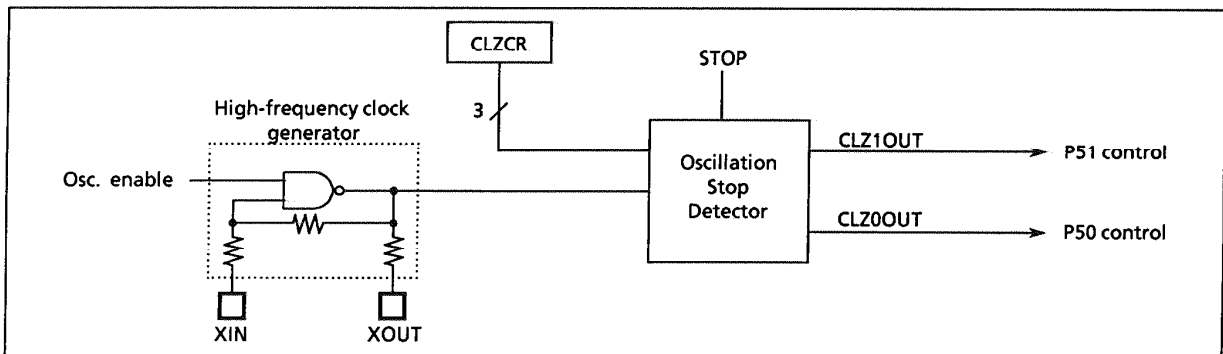 CLZCR
STOP
3
High-frequency clock
generator
Osc. enable
Oscillation
Stop
Detector
CLZ1OUT
P51 control
CLZ0OUT
P50 control
XIN
XOUT